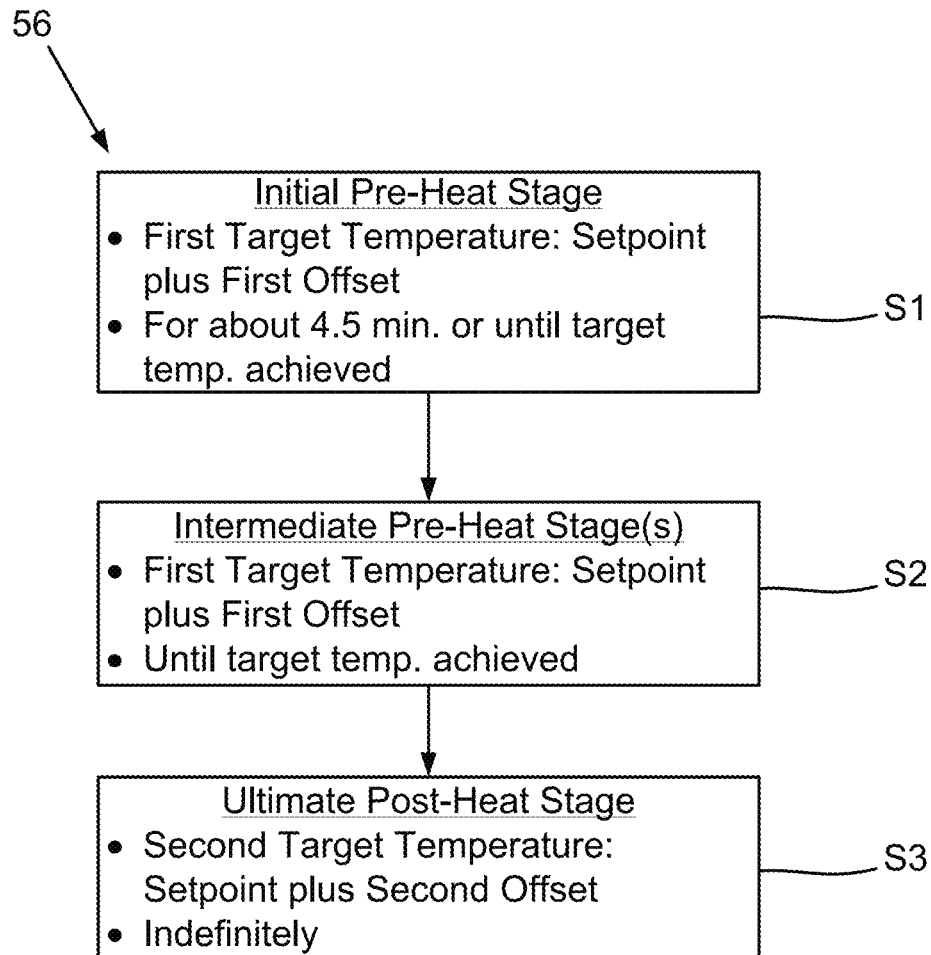 56
Initial Pre-Heat Stage
• First Target Temperature: Setpoint
plus First Offset
• For about 4.5 min. or until target
temp. achieved
S1
Intermediate Pre-Heat Stage(s)
• First Target Temperature: Setpoint
plus First Offset
• Until target temp. achieved
S2
Ultimate Post-Heat Stage
• Second Target Temperature:
Setpoint plus Second Offset
• Indefinitely
S3